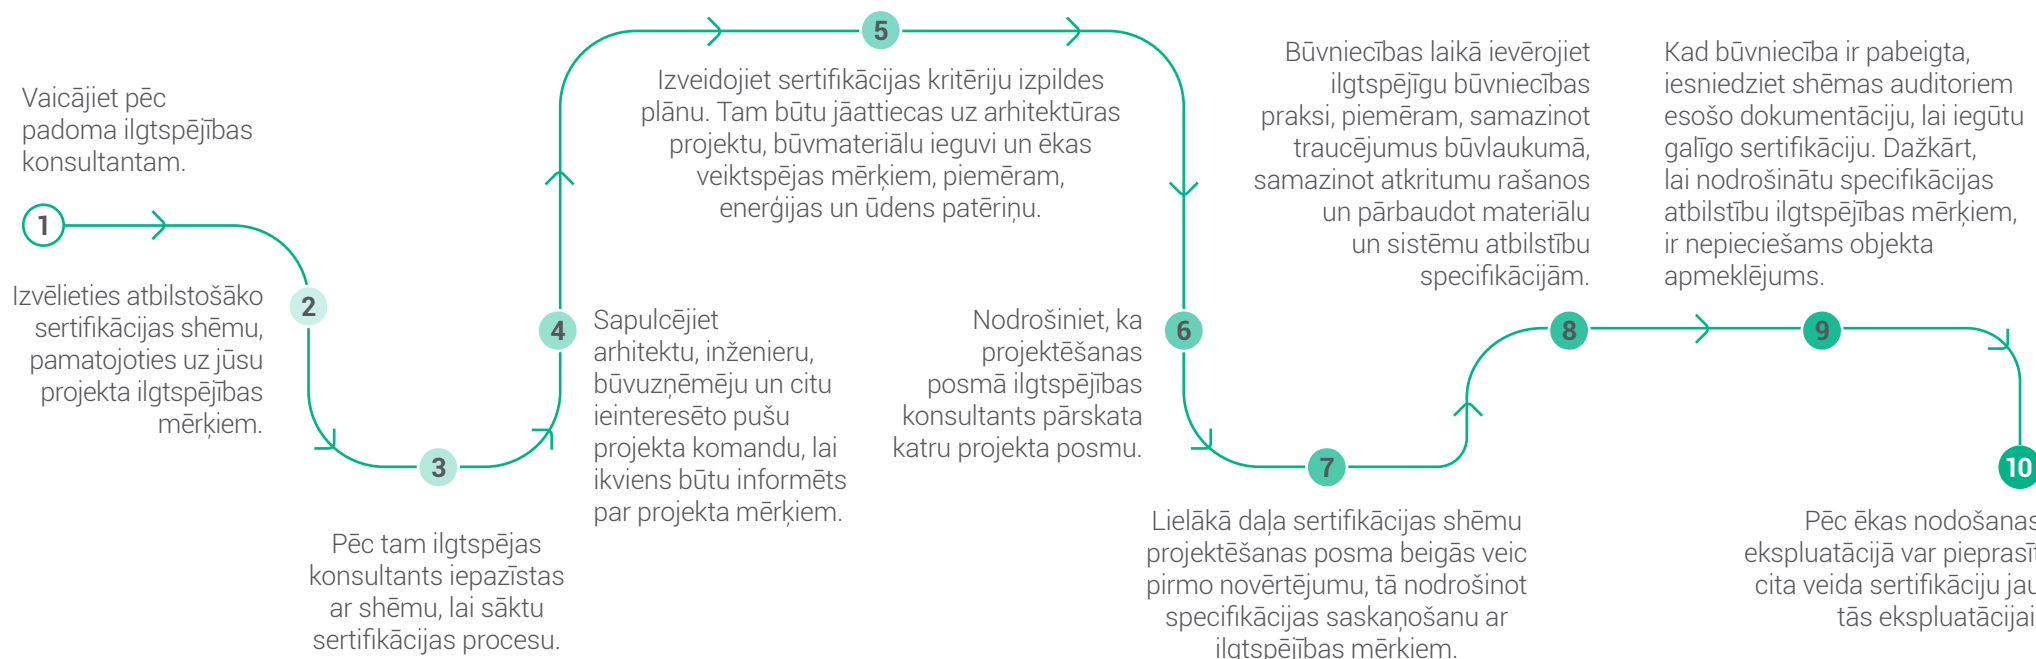 Vaicājiet pēc
padoma ilgtspējības
konsultantam.
1
Izvēlieties atbilstošāko
sertifikācijas shēmu,
pamatojoties uz jūsu
projekta ilgtspējības
mērķiem.
2
3
Pēc tam ilgtspējas
konsultants iepazīstas
ar shēmu, lai sāktu
sertifikācijas procesu.
4
Sapulcējiet
arhitektu, inženieru,
būvuzņēmēju un citu
ieinteresēto pušu
projekta komandu, lai
ikviens būtu informēts
par projekta mērķiem.
5
Izveidojiet sertifikācijas kritēriju izpildes
plānu. Tam būtu jāattiecas uz arhitektūras
projektu, būvmateriālu ieguvi un ēkas
veiktspējas mērķiem, piemēram,
enerģijas un ūdens patēriņu.
6
Nodrošiniet, ka
projektēšanas
posmā ilgtspējības
konsultants pārskata
katru projekta posmu.
7
Lielākā daļa sertifikācijas shēmu
projektēšanas posma beigās veic
pirmo novērtējumu, tā nodrošinot
specifikācijas saskaņošanu ar
ilgtspējības mērķiem.
Būvniecības laikā ievērojiet
ilgtspējīgu būvniecības
praksi, piemēram, samazinot
traucējumus būvlaukumā,
samazinot atkritumu rašanos
un pārbaudot materiālu
un sistēmu atbilstību
specifikācijām.
8
Kad būvniecība ir pabeigta,
iesniedziet shēmas auditoriem
esošo dokumentāciju, lai iegūtu
galīgo sertifikāciju. Dažkārt,
lai nodrošinātu specifikācijas
atbilstību ilgtspējības mērķiem,
ir nepieciešams objekta
apmeklējums.
9
10
Pēc ēkas nodošanas
ekspluatācijā var pieprasīt
cita veida sertifikāciju jau
tās ekspluatācijai